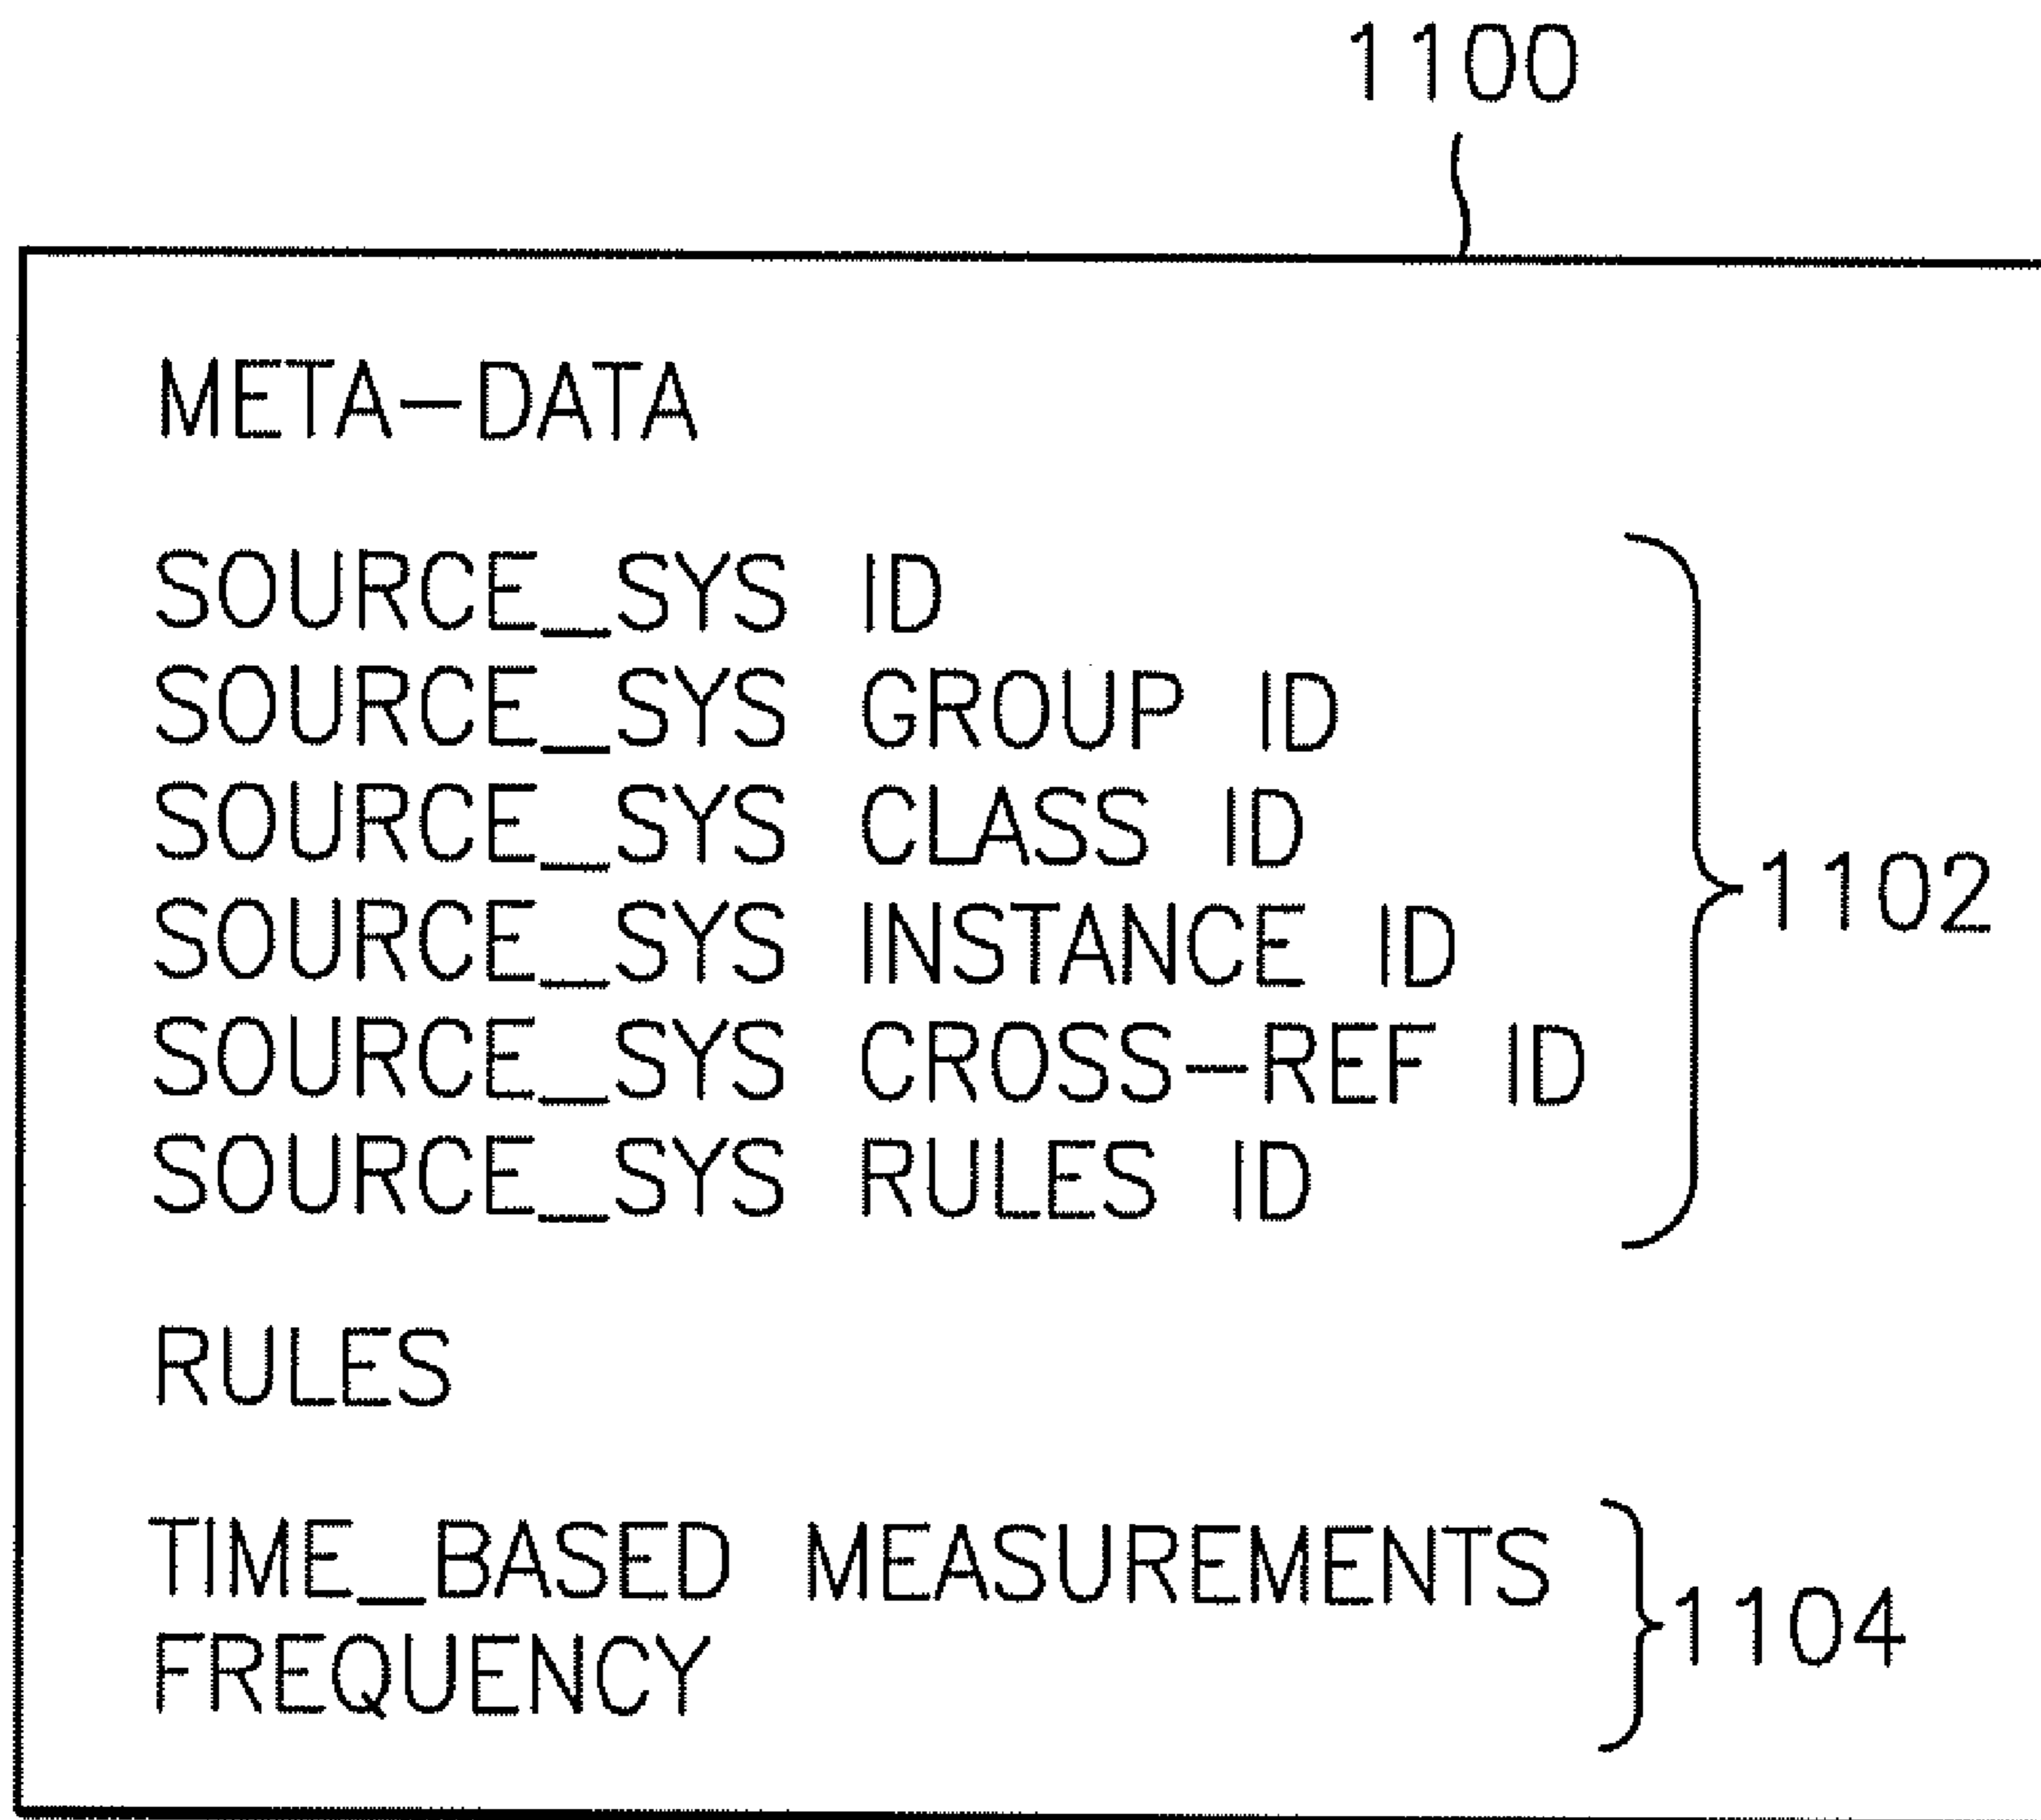 1100
META-DATA
SOURCE_SYS ID
SOURCE_SYS GROUP ID
SOURCE_SYS CLASS ID
SOURCE_SYS INSTANCE ID
SOURCE_SYS CROSS-REF ID
SOURCE_SYS RULES ID
1102
RULES
TIME_BASED MEASUREMENTS
FREQUENCY
1104